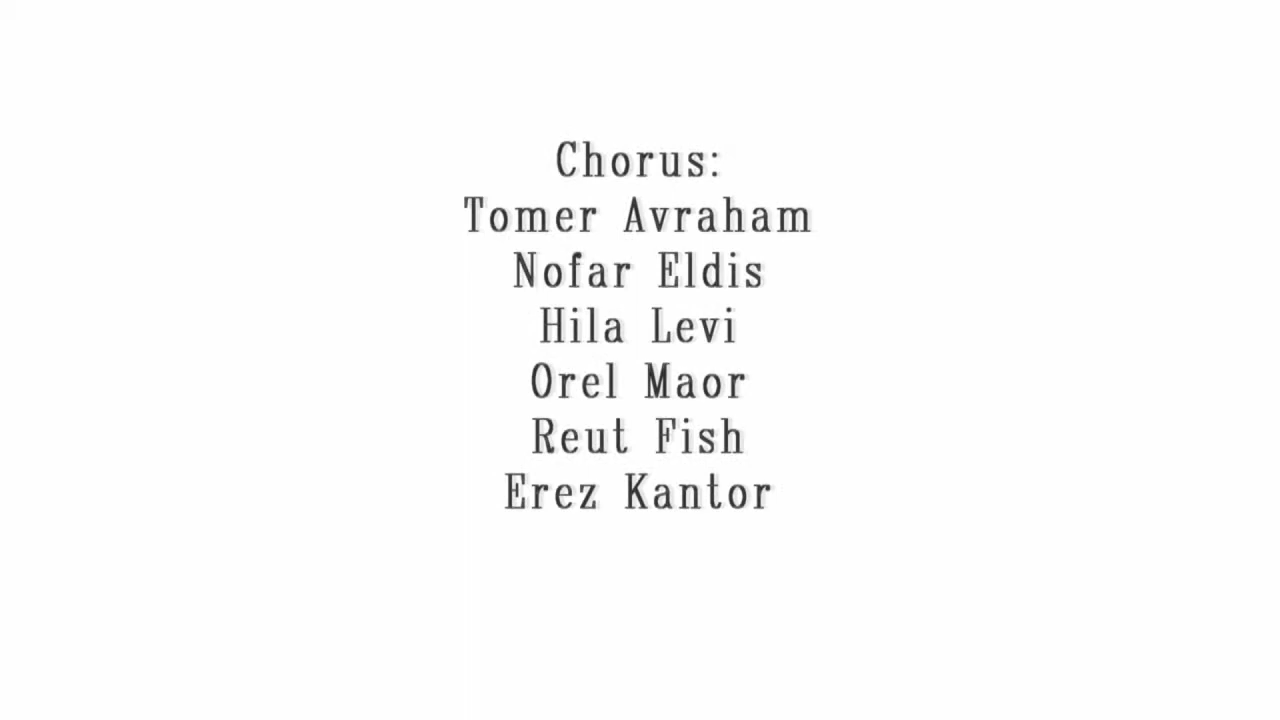 Chorus:
Tomer Avraham
Nofar Eldis
Hila Levi
Orel Maor
Reut Fish
Erez Kantor